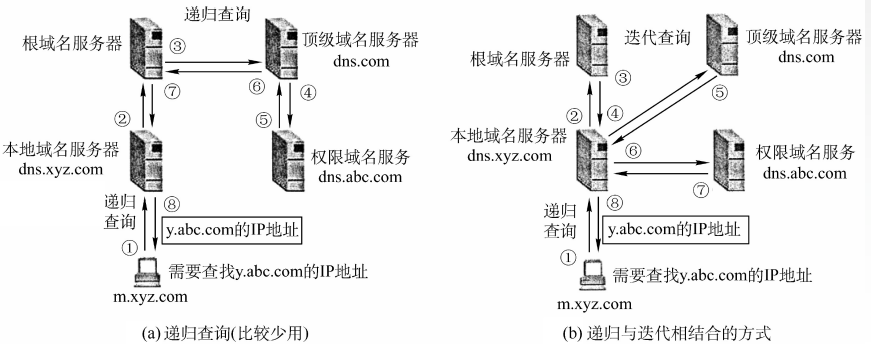 递归查询
根域名服务器
③
顶级域名服务器
dns.com
⑦
⑥
④
②
⑤
本地域名服务器
dns.xyz.com
权限域名服务
dns.abc.com
递归
查询
⑧
y.abc.com的IP地址
①
需要查找y.abc.com的IP地址
m.xyz.com
(a) 递归查询(比较少用)
迭代查询
根域名服务器
顶级域名服务器
dns.com
③
⑤
②
④
本地域名服务器
dns.xyz.com
⑥
权限域名服务
dns.abc.com
⑦
递归
查询
⑧
y.abc.com的IP地址
①
需要查找y.abc.com的IP地址
m.xyz.com
(b) 递归与迭代相结合的方式